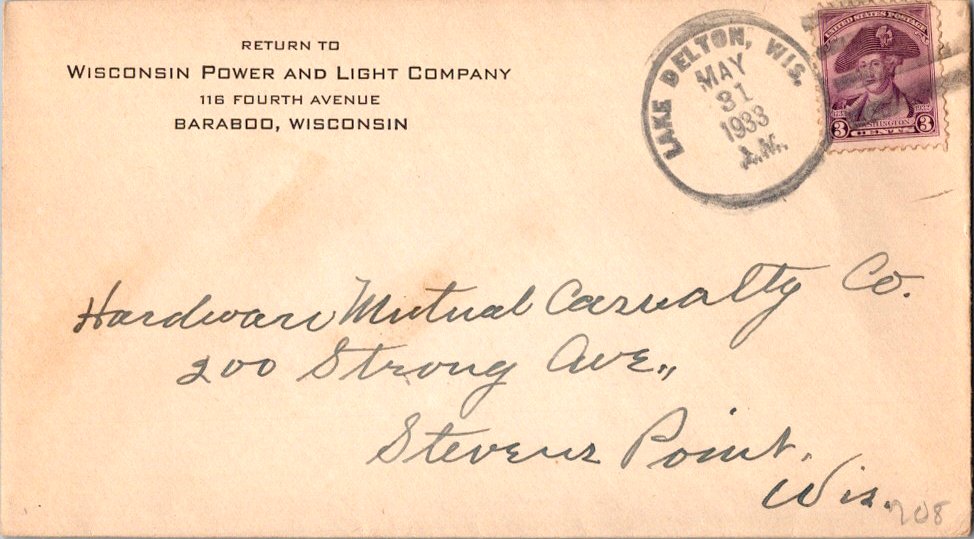 RETURN TO
WISCONSIN POWER AND LIGHT COMPANY
116 FOURTH AVENUE
BARABOO, WISCONSIN
LAKE DELTON, WIS.
MAY
31
1933
A.M.
UNITED STATES POSTAGE
WASHINGTON
3 CENTS 3
Hardware Mutual Casualty Co.
200 Strong Ave.,
Stevens Point,
Wis.
708